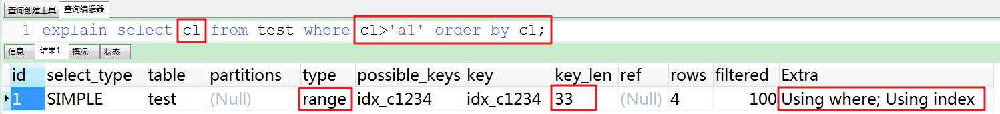 查询创建工具 查询编辑器
1 explain select c1 from test where c1>'a1' order by c1;
信息 结果1 概况 状态
id select_type table partitions type possible_keys key key_len ref rows filtered Extra
1 SIMPLE test (Null) range idx_c1234 idx_c1234 33 (Null) 4 100 Using where; Using index